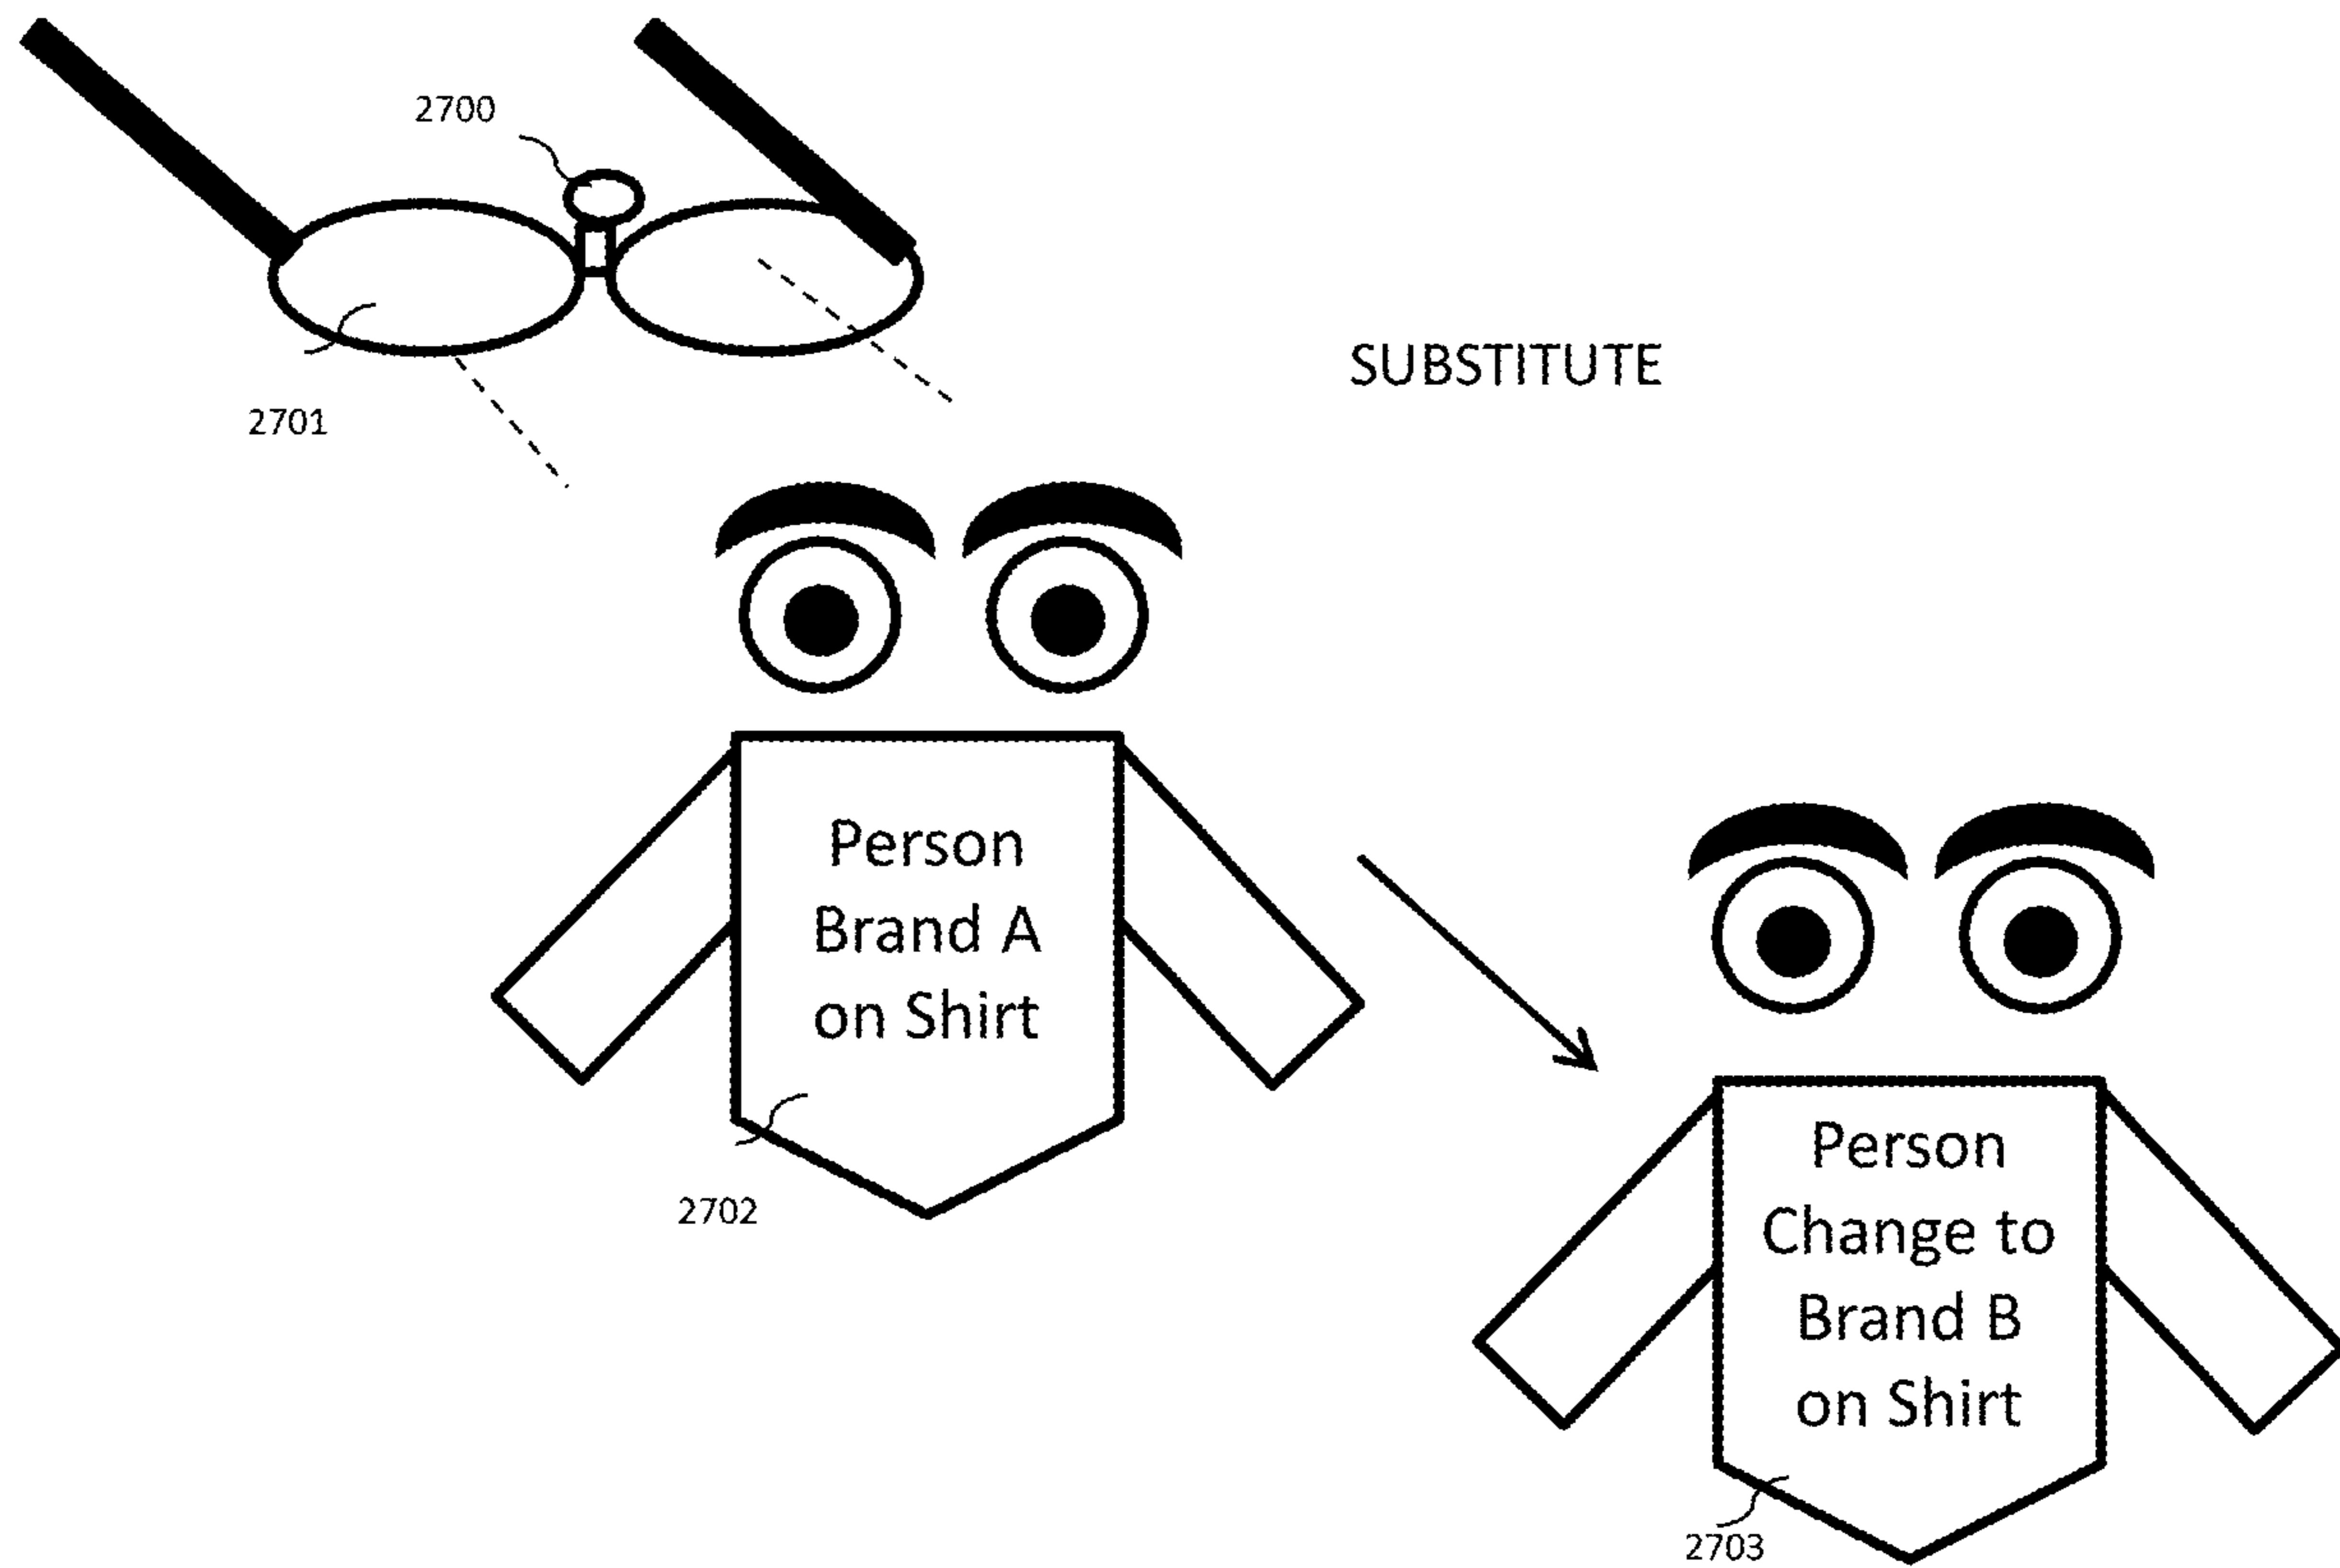 2700
SUBSTITUTE
2701
Person
Brand A
on Shirt
2702
Person
Change to
Brand B
on Shirt
2703